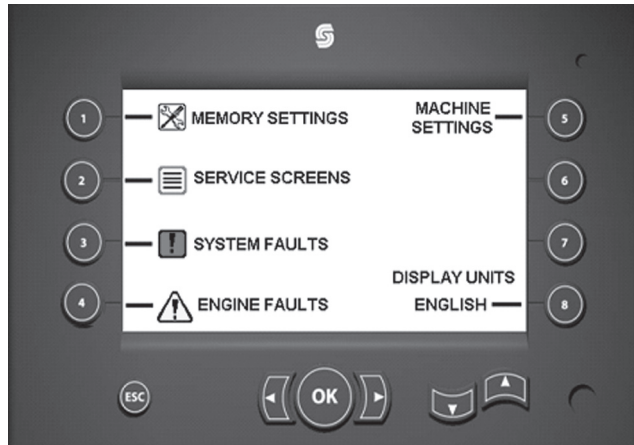 1
MEMORY SETTINGS
MACHINE
SETTINGS
5
2
SERVICE SCREENS
6
3
SYSTEM FAULTS
7
4
ENGINE FAULTS
DISPLAY UNITS
ENGLISH
8
ESC
OK